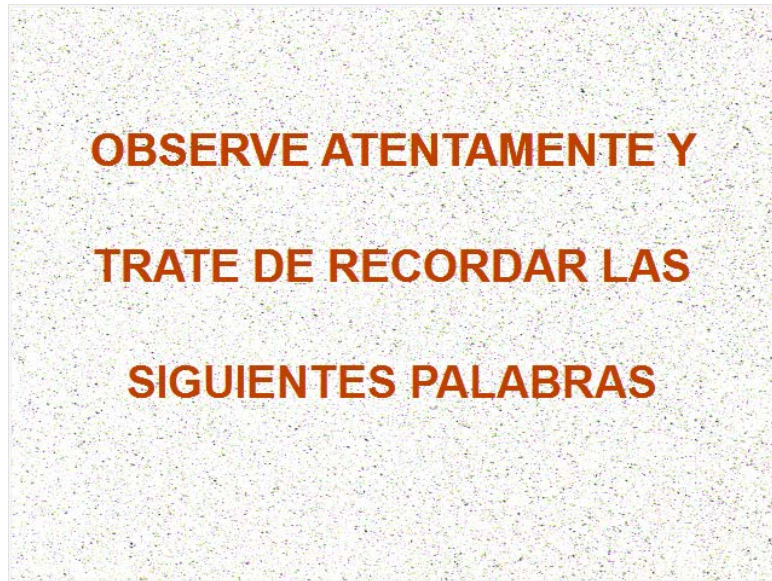 OBSERVE ATENTAMENTE Y
TRATE DE RECORDAR LAS
SIGUIENTES PALABRAS